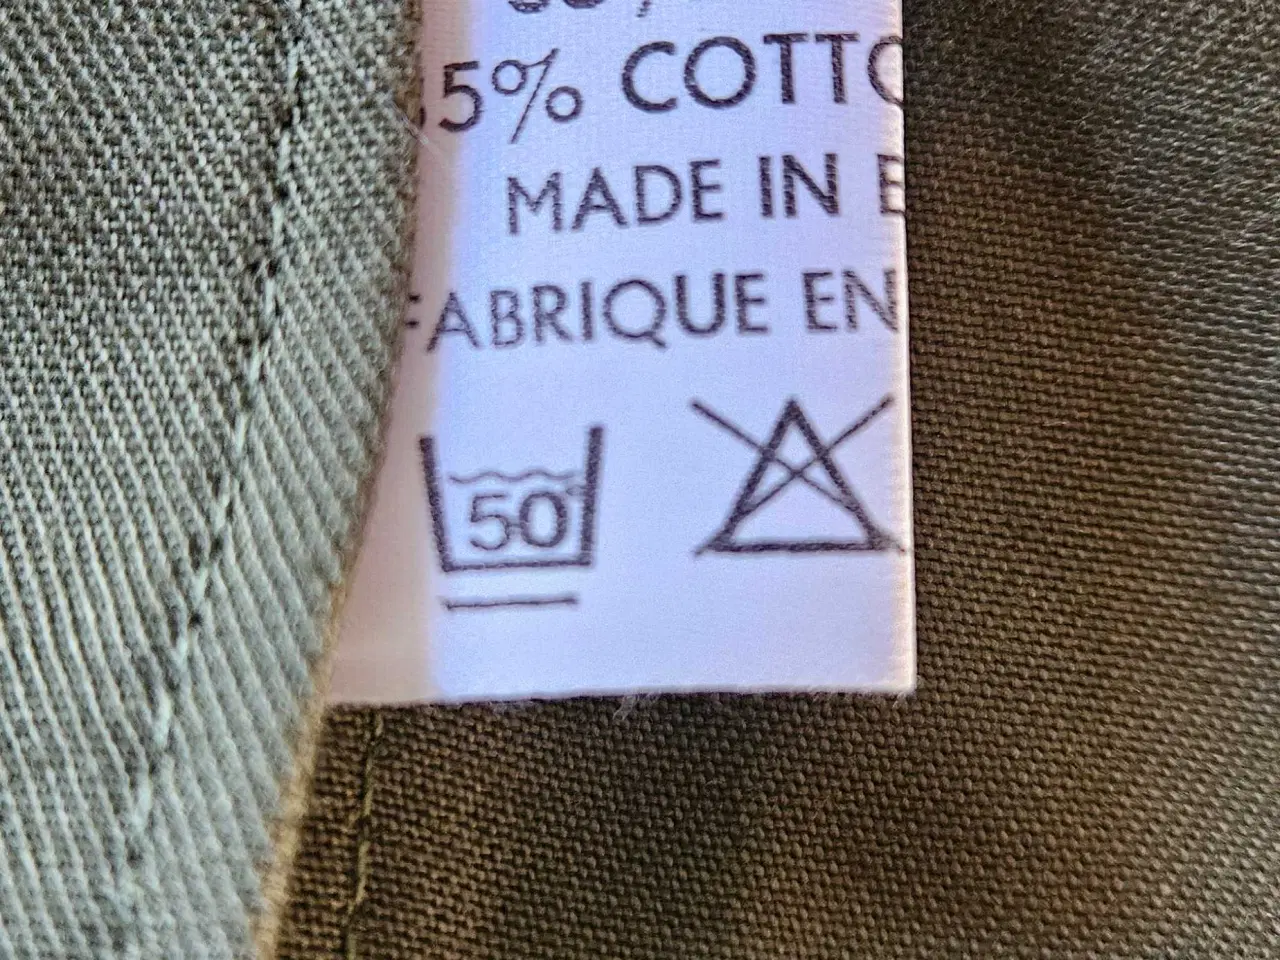 5% COTTO
MADE IN E
FABRIQUE EN
50°